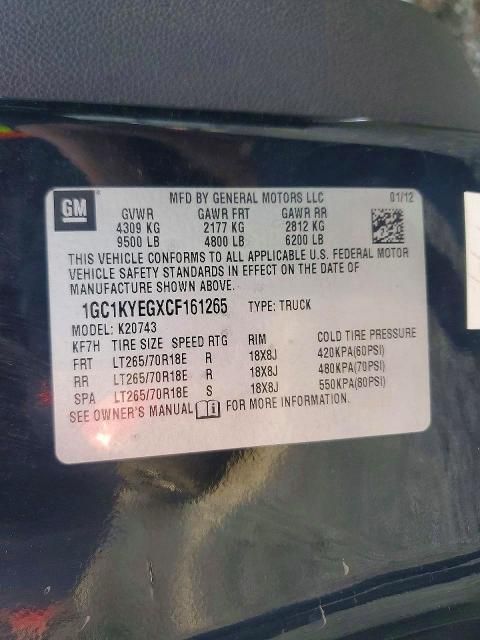 GM
MFD BY GENERAL MOTORS LLC 01/12
GVWR GAWR FRT GAWR RR
4309 KG 2177 KG 2812 KG
9500 LB 4800 LB 6200 LB
THIS VEHICLE CONFORMS TO ALL APPLICABLE U.S. FEDERAL MOTOR
VEHICLE SAFETY STANDARDS IN EFFECT ON THE DATE OF
MANUFACTURE SHOWN ABOVE.
1GC1KYEGXCF161265 TYPE: TRUCK
MODEL: K20743
KF7H TIRE SIZE SPEED RTG RIM COLD TIRE PRESSURE
FRT LT265/70R18E R 18X8J 420KPA(60PSI)
RR LT265/70R18E R 18X8J 480KPA(70PSI)
SPA LT265/70R18E S 18X8J 550KPA(80PSI)
SEE OWNER'S MANUAL FOR MORE INFORMATION.